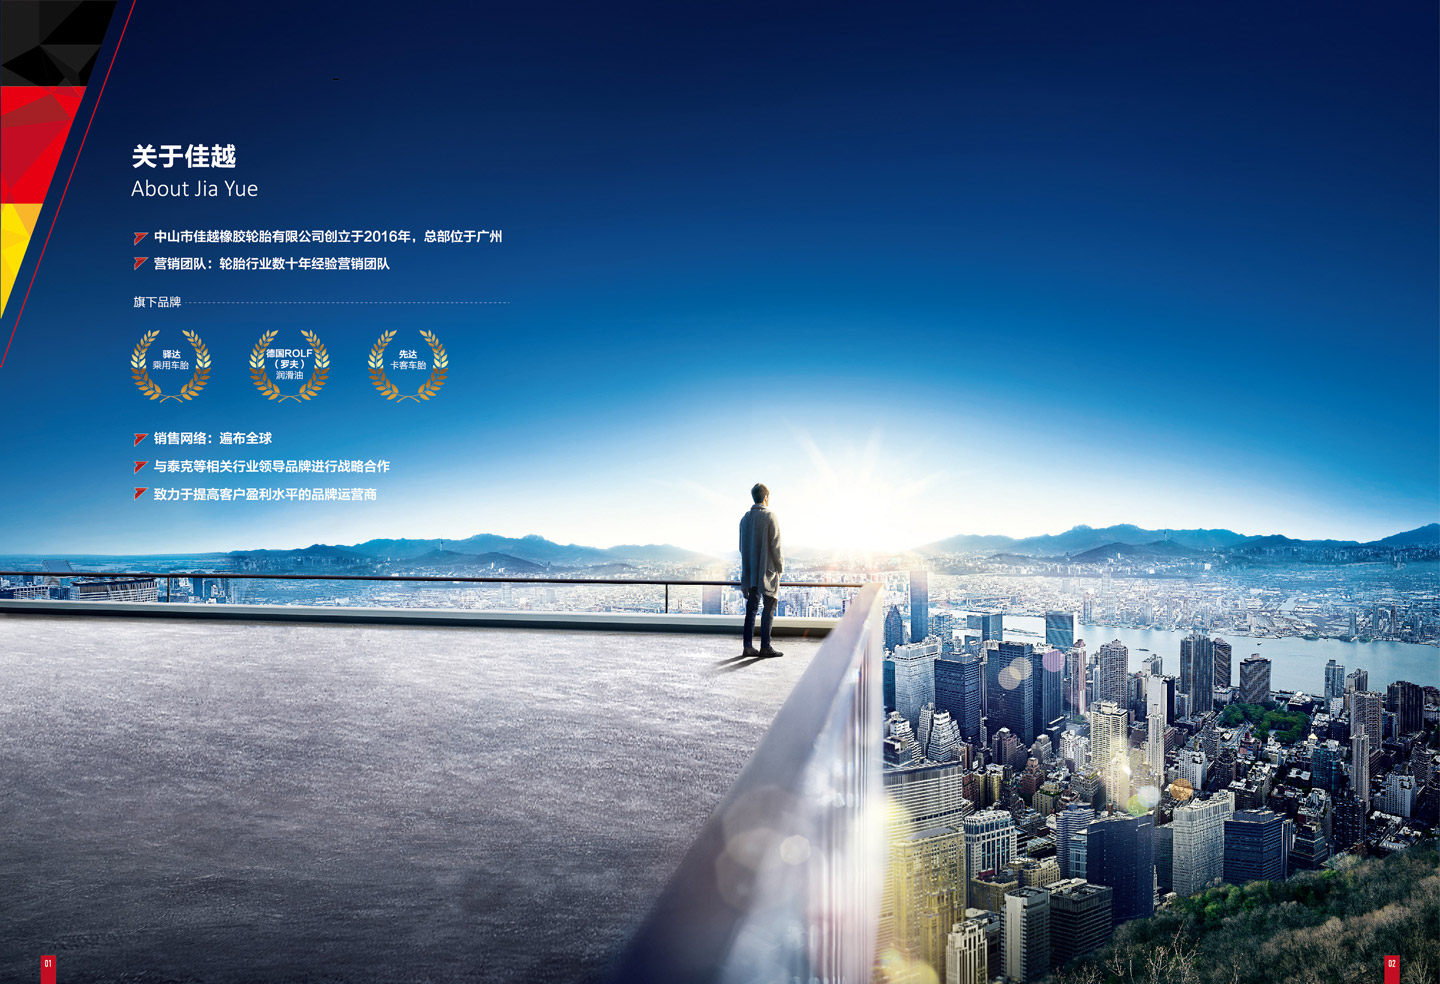 关于佳越
About Jia Yue
中山市佳越橡胶轮胎有限公司创立于2016年，总部位于广州
营销团队：轮胎行业数十年经验营销团队
旗下品牌
驿达
乘用车胎
德国ROLF
（罗夫）
润滑油
先达
卡客车胎
销售网络：遍布全球
与泰克等相关行业领导品牌进行战略合作
致力于提高客户盈利水平的品牌运营商
01
02